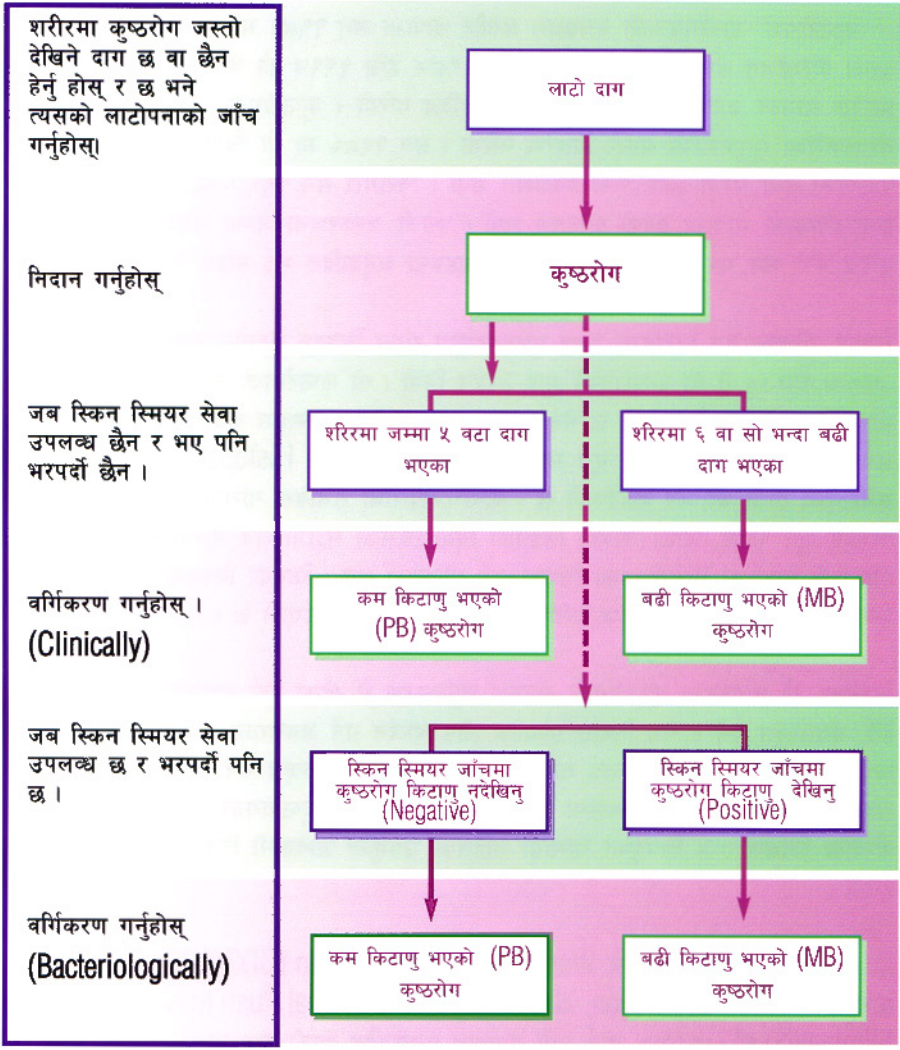 शरीरमा कुष्ठरोग जस्तो
देखिने दाग छ वा छैन
हेर्नु होस् र छ भने
त्यसको लाटोपनाको जाँच
गर्नुहोस्।
लाटो दाग
निदान गर्नुहोस्
कुष्ठरोग
जब स्किन स्मियर सेवा
उपलव्ध छैन र भए पनि
भरपर्दो छैन ।
शरिरमा जम्मा ५ वटा दाग
भएका
शरिरमा ६ वा सो भन्दा बढी
दाग भएका
वर्गिकरण गर्नुहोस् ।
(Clinically)
कम किटाणु भएको
(PB) कुष्ठरोग
बढी किटाणु भएको (MB)
कुष्ठरोग
जब स्किन स्मियर सेवा
उपलव्ध छ र भरपर्दो पनि
छ ।
स्किन स्मियर जाँचमा
कुष्ठरोग किटाणु नदेखिनु
(Negative)
स्किन स्मियर जाँचमा
कुष्ठरोग किटाणु देखिनु
(Positive)
वर्गिकरण गर्नुहोस्
(Bacteriologically)
कम किटाणु भएको (PB)
कुष्ठरोग
बढी किटाणु भएको (MB)
कुष्ठरोग